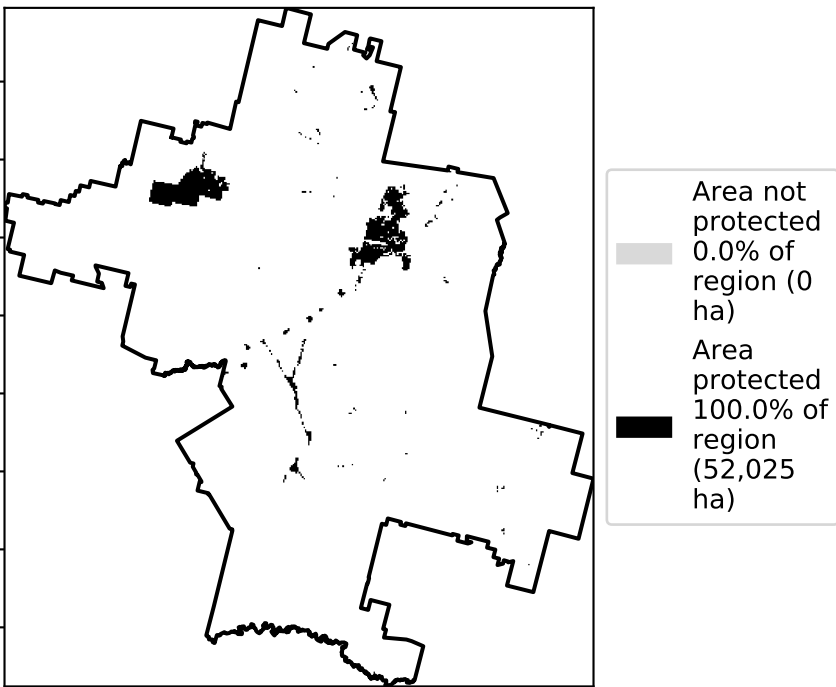 Area not
protected
0.0% of
region (0
ha)
Area
protected
100.0% of
region
(52,025
ha)